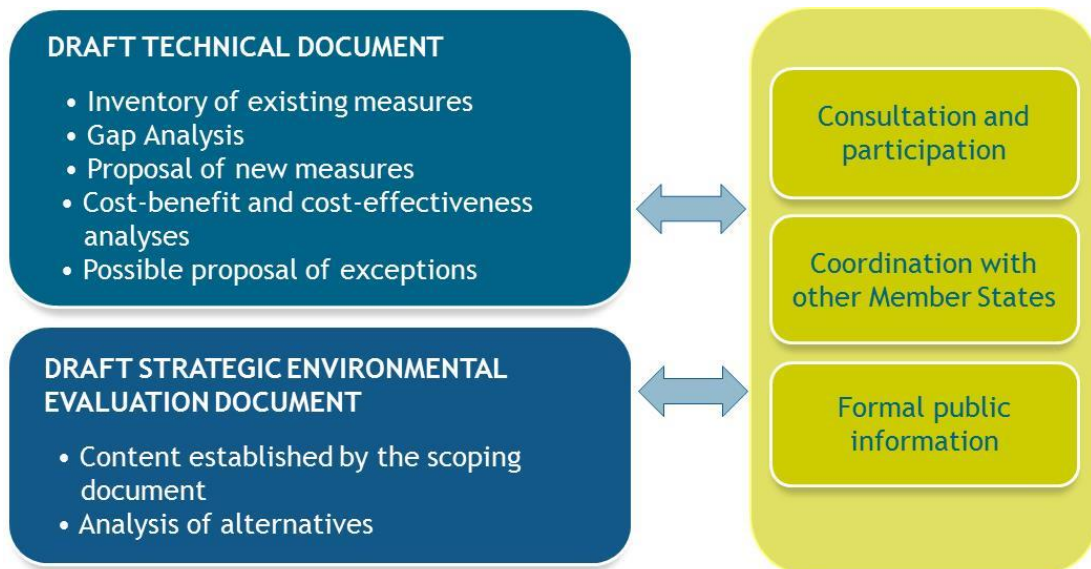 DRAFT TECHNICAL DOCUMENT
• Inventory of existing measures
• Gap Analysis
• Proposal of new measures
• Cost-benefit and cost-effectiveness
analyses
• Possible proposal of exceptions
DRAFT STRATEGIC ENVIRONMENTAL
EVALUATION DOCUMENT
• Content established by the scoping
document
• Analysis of alternatives
Consultation and
participation
Coordination with
other Member States
Formal public
information